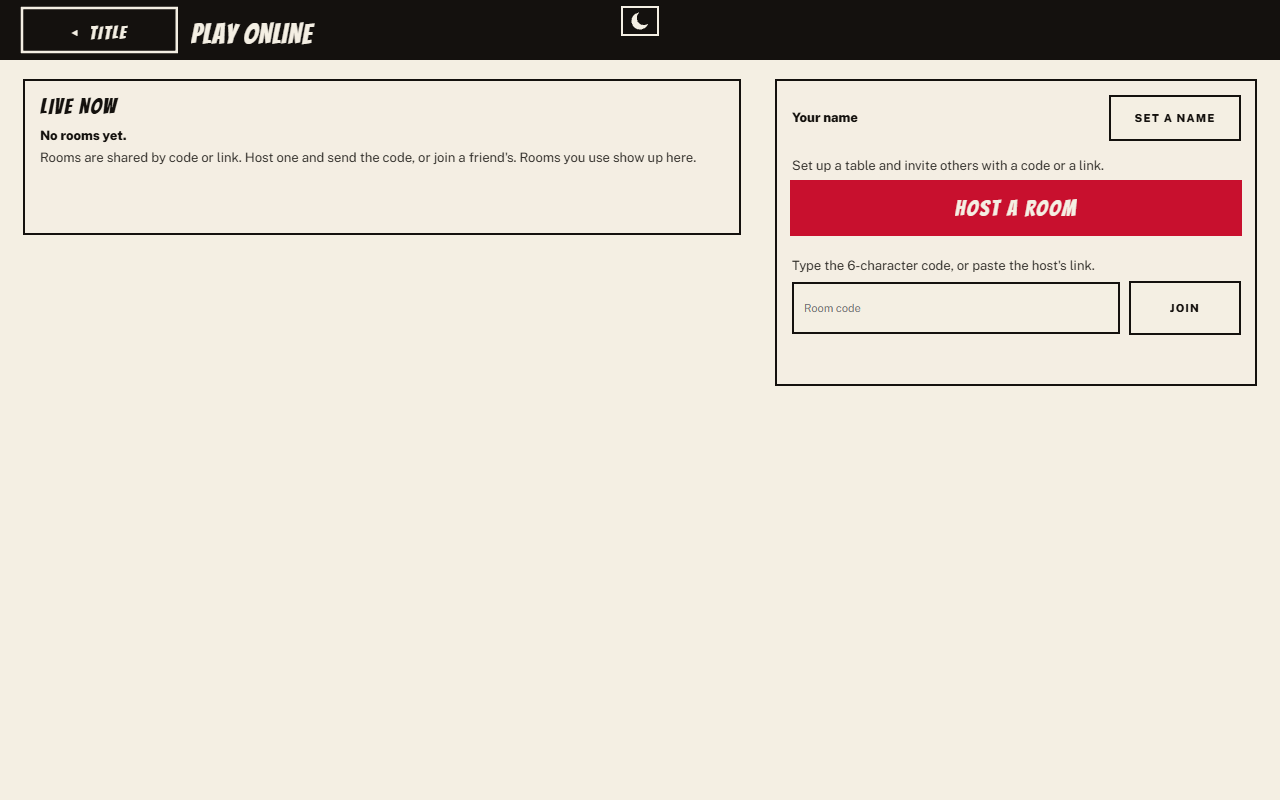 ◂ TITLE
PLAY ONLINE
LIVE NOW
No rooms yet.
Rooms are shared by code or link. Host one and send the code, or join a friend's. Rooms you use show up here.
Your name
SET A NAME
Set up a table and invite others with a code or a link.
HOST A ROOM
Type the 6-character code, or paste the host's link.
Room code
JOIN